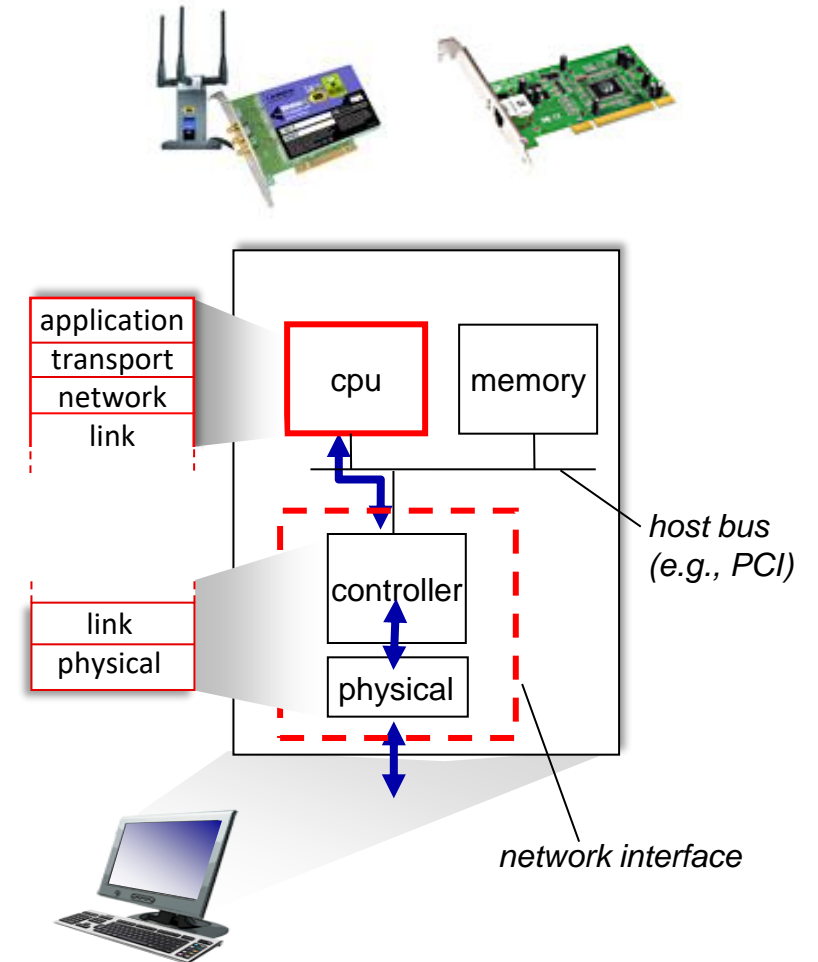 application
transport
network
link
cpu
memory
host bus
(e.g., PCI)
controller
link
physical
physical
network interface